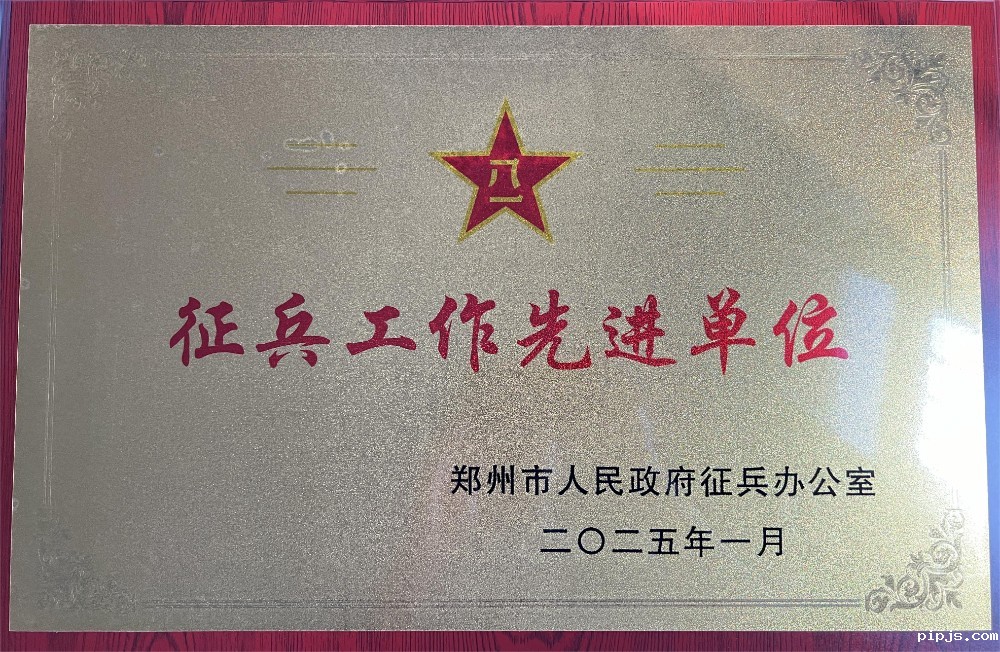 八一
征兵工作先进单位
郑州市人民政府征兵办公室
二〇二五年一月
pipjs.com